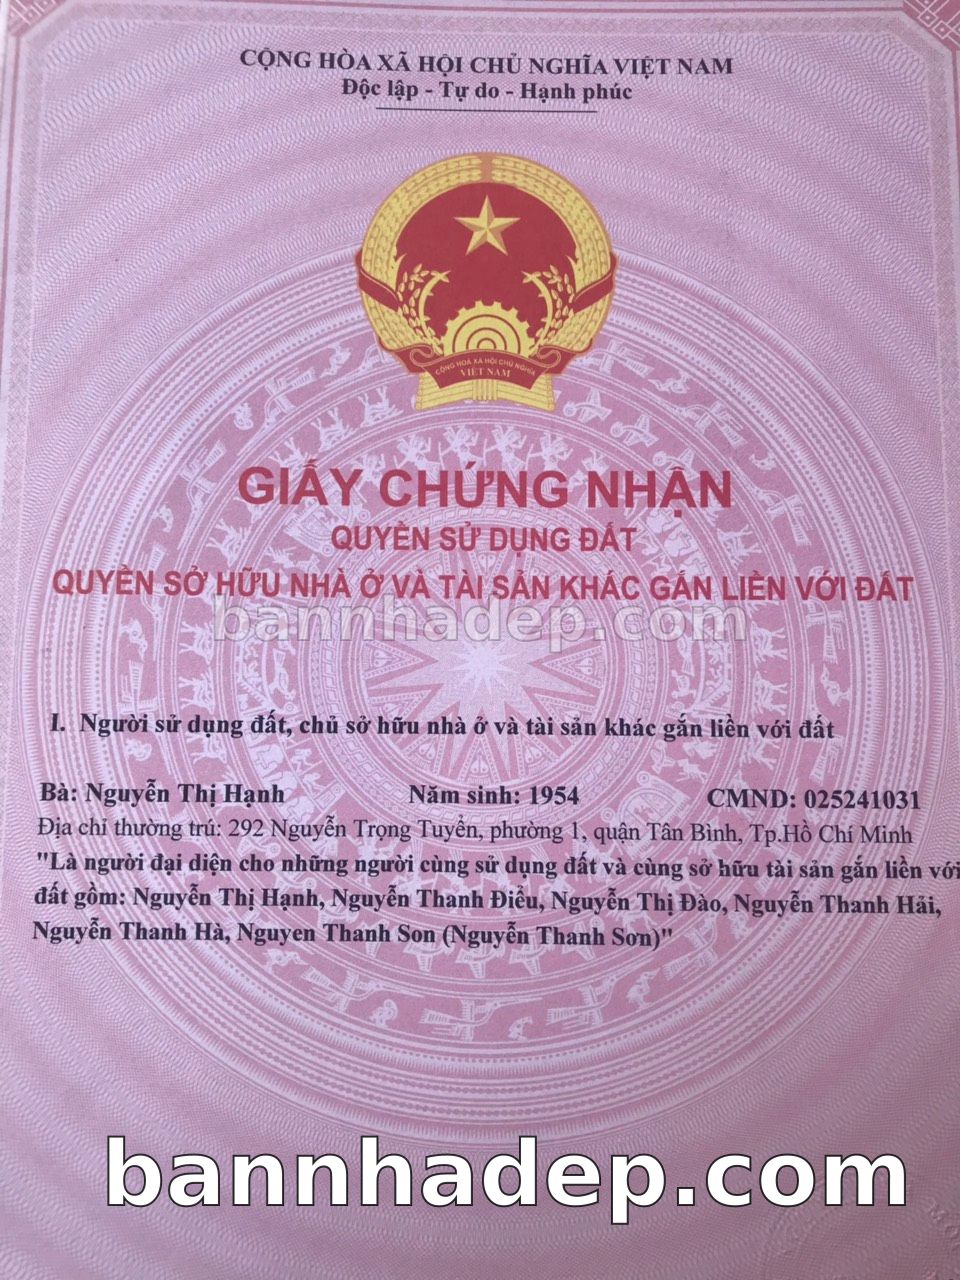 CỘNG HÒA XÃ HỘI CHỦ NGHĨA VIỆT NAM
Độc lập - Tự do - Hạnh phúc
CỘNG HOÀ XÃ HỘI CHỦ NGHĨA
VIỆT NAM
GIẤY CHỨNG NHẬN
QUYỀN SỬ DỤNG ĐẤT
QUYỀN SỞ HỮU NHÀ Ở VÀ TÀI SẢN KHÁC GẮN LIỀN VỚI ĐẤT
bannhadep.com
I. Người sử dụng đất, chủ sở hữu nhà ở và tài sản khác gắn liền với đất
Bà: Nguyễn Thị Hạnh Năm sinh: 1954 CMND: 025241031
Địa chỉ thường trú: 292 Nguyễn Trọng Tuyển, phường 1, quận Tân Bình, Tp.Hồ Chí Minh
"Là người đại diện cho những người cùng sử dụng đất và cùng sở hữu tài sản gắn liền với
đất gồm: Nguyễn Thị Hạnh, Nguyễn Thanh Điểu, Nguyễn Thị Đào, Nguyễn Thanh Hải,
Nguyễn Thanh Hà, Nguyen Thanh Son (Nguyễn Thanh Sơn)"
bannhadep.com